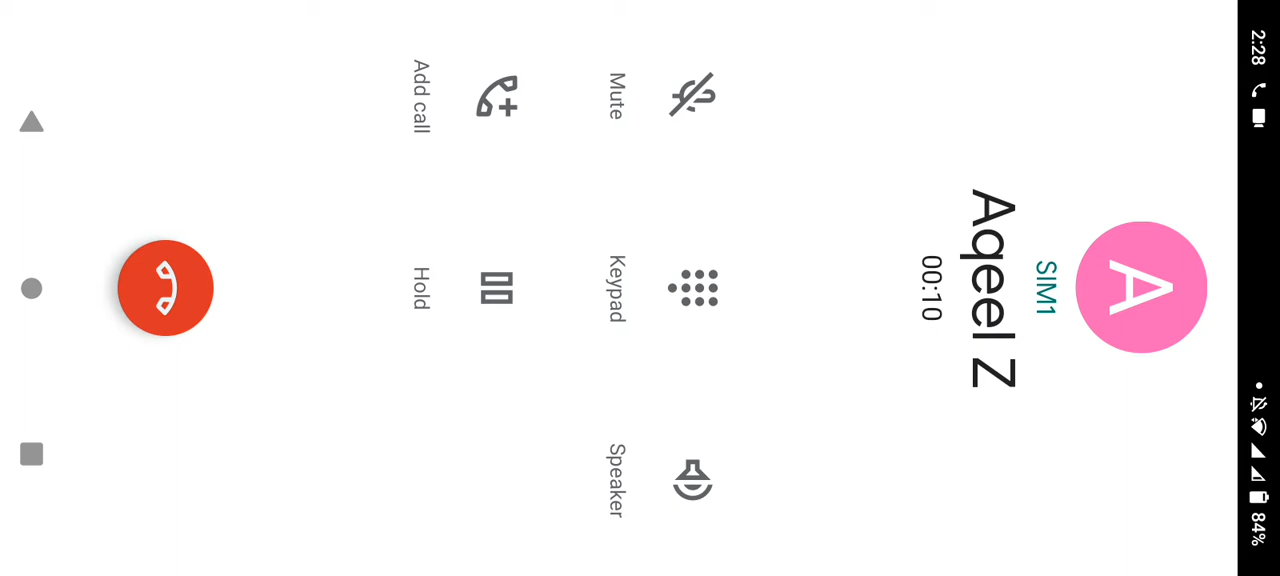 2:28 84%
A
SIM1
Aqeel Z
00:10
Mute Keypad Speaker
Add call Hold